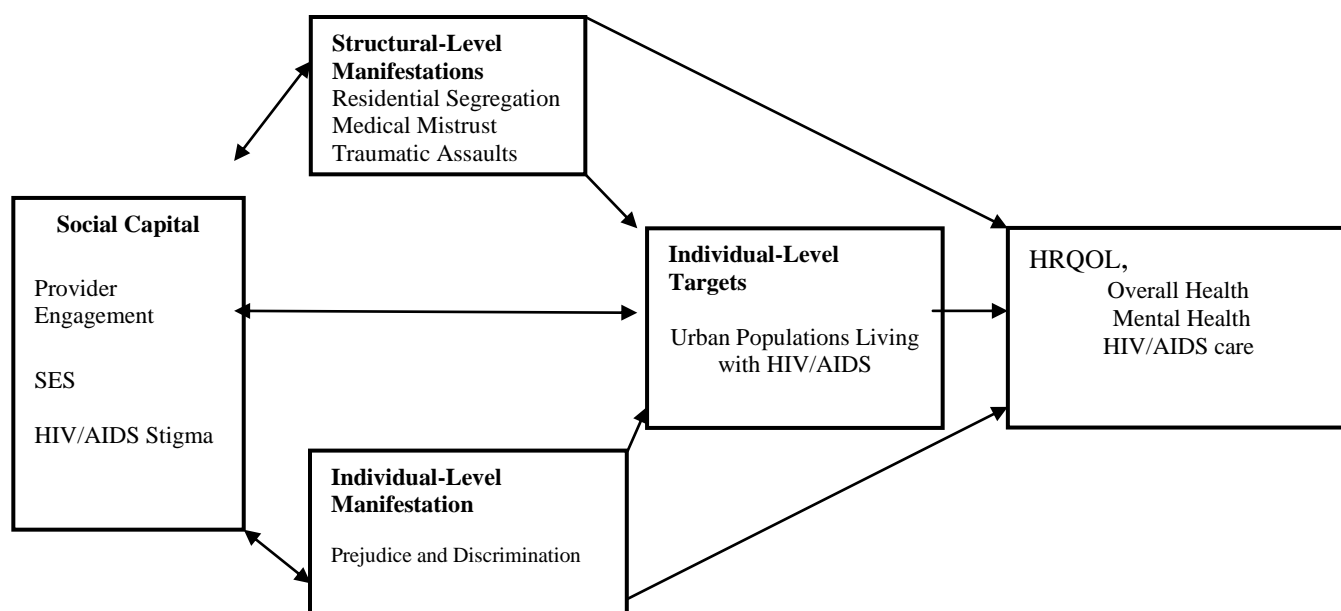 Structural-Level
Manifestations
Residential Segregation
Medical Mistrust
Traumatic Assaults
Social Capital
Provider
Engagement
SES
HIV/AIDS Stigma
Individual-Level
Targets
Urban Populations Living
with HIV/AIDS
HRQOL,
Overall Health
Mental Health
HIV/AIDS care
Individual-Level
Manifestation
Prejudice and Discrimination